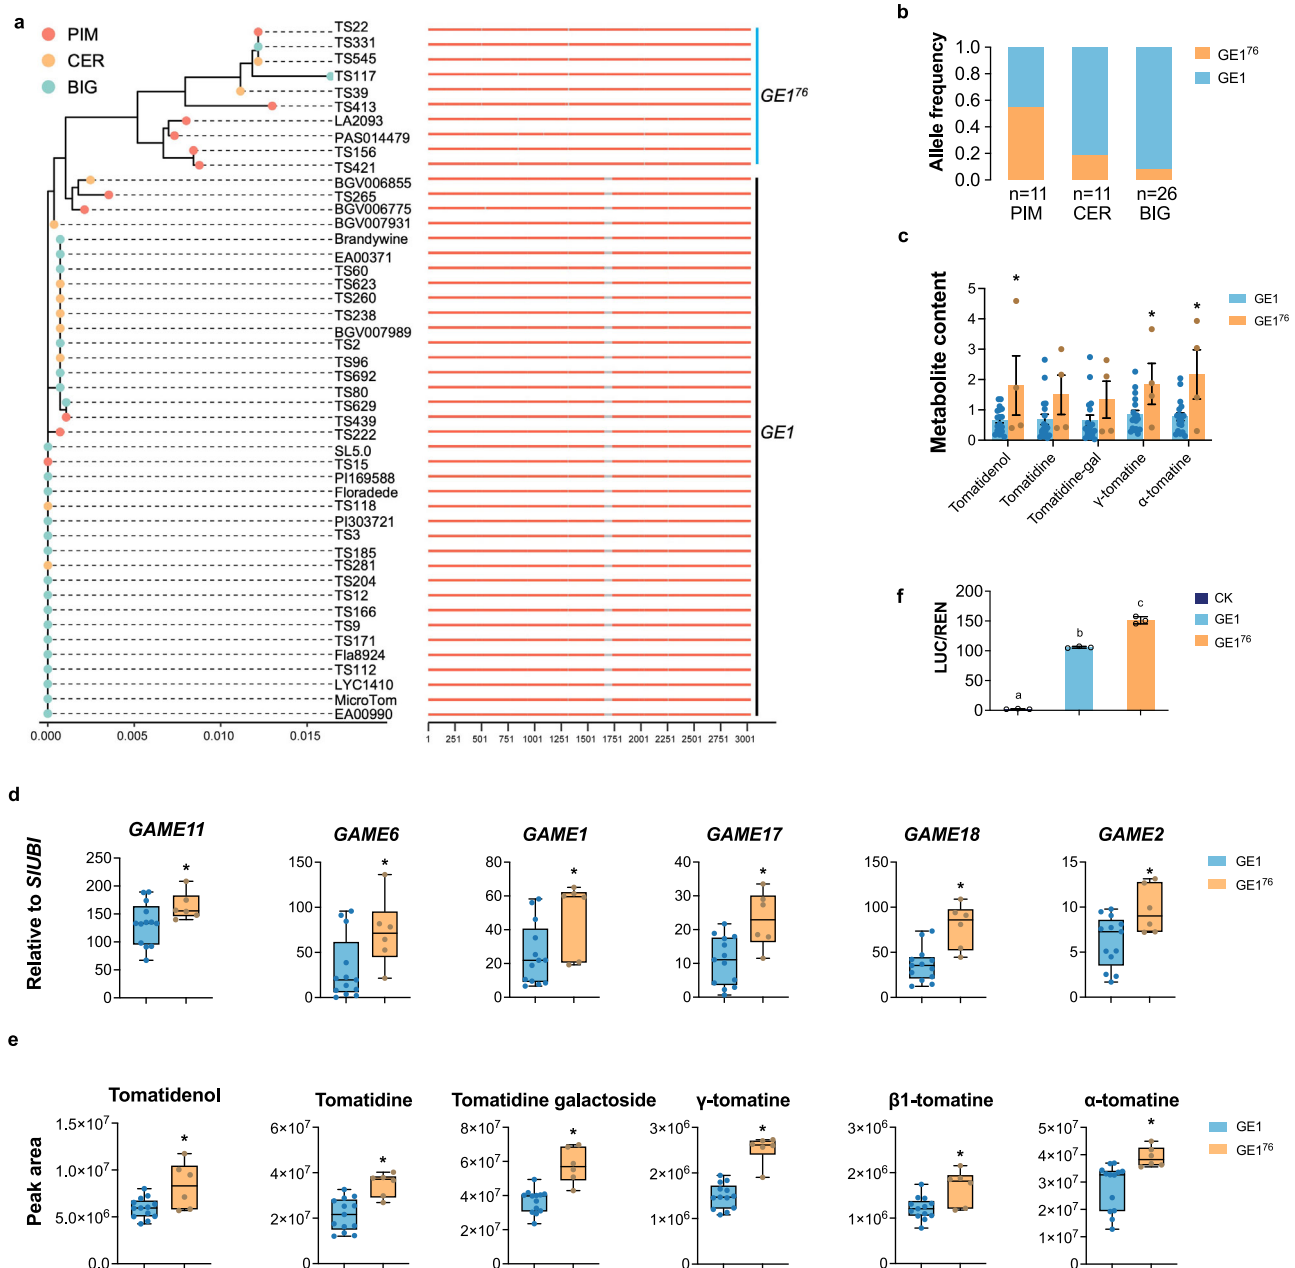 a
PIM
CER
BIG
TS22
TS331
TS545
TS117
TS39
TS413
LA2093
PAS014479
TS156
TS421
BGV006855
TS265
BGV006775
BGV007931
Brandywine
EA00371
TS60
TS623
TS260
TS238
BGV007989
TS2
TS96
TS692
TS80
TS629
TS439
TS222
SL5.0
TS15
PI169588
Floradede
TS118
PI303721
TS3
TS185
TS281
TS204
TS12
TS166
TS9
TS171
Fla8924
TS112
LYC1410
MicroTom
EA00990
0.000 0.005 0.010 0.015
GE1⁷⁶
GE1
1 251 501 751 1001 1251 1501 1751 2001 2251 2501 2751 3001
b
Allele frequency
1.0
0.8
0.6
0.4
0.2
0.0
n=11 n=11 n=26
PIM CER BIG
GE1⁷⁶
GE1
c
Metabolite content
5
4
3
2
1
0
* * *
Tomatidenol
Tomatidine
Tomatidine-gal
γ-tomatine
α-tomatine
GE1
GE1⁷⁶
f
LUC/REN
200
150
100
50
0
a b c
CK
GE1
GE1⁷⁶
d
Relative to SlUBI
GAME11
250
200
150
100
50
0
*
GAME6
150
100
50
0
*
GAME1
80
60
40
20
0
*
GAME17
40
30
20
10
0
*
GAME18
150
100
50
0
*
GAME2
15
10
5
0
*
GE1
GE1⁷⁶
e
Peak area
Tomatidenol
1.5×10⁷
1.0×10⁷
5.0×10⁶
0.0
*
Tomatidine
6×10⁷
4×10⁷
2×10⁷
0
*
Tomatidine galactoside
8×10⁷
6×10⁷
4×10⁷
2×10⁷
0
*
γ-tomatine
3×10⁶
2×10⁶
1×10⁶
0
*
β1-tomatine
3×10⁶
2×10⁶
1×10⁶
0
*
α-tomatine
5×10⁷
4×10⁷
3×10⁷
2×10⁷
1×10⁷
0
*
GE1
GE1⁷⁶